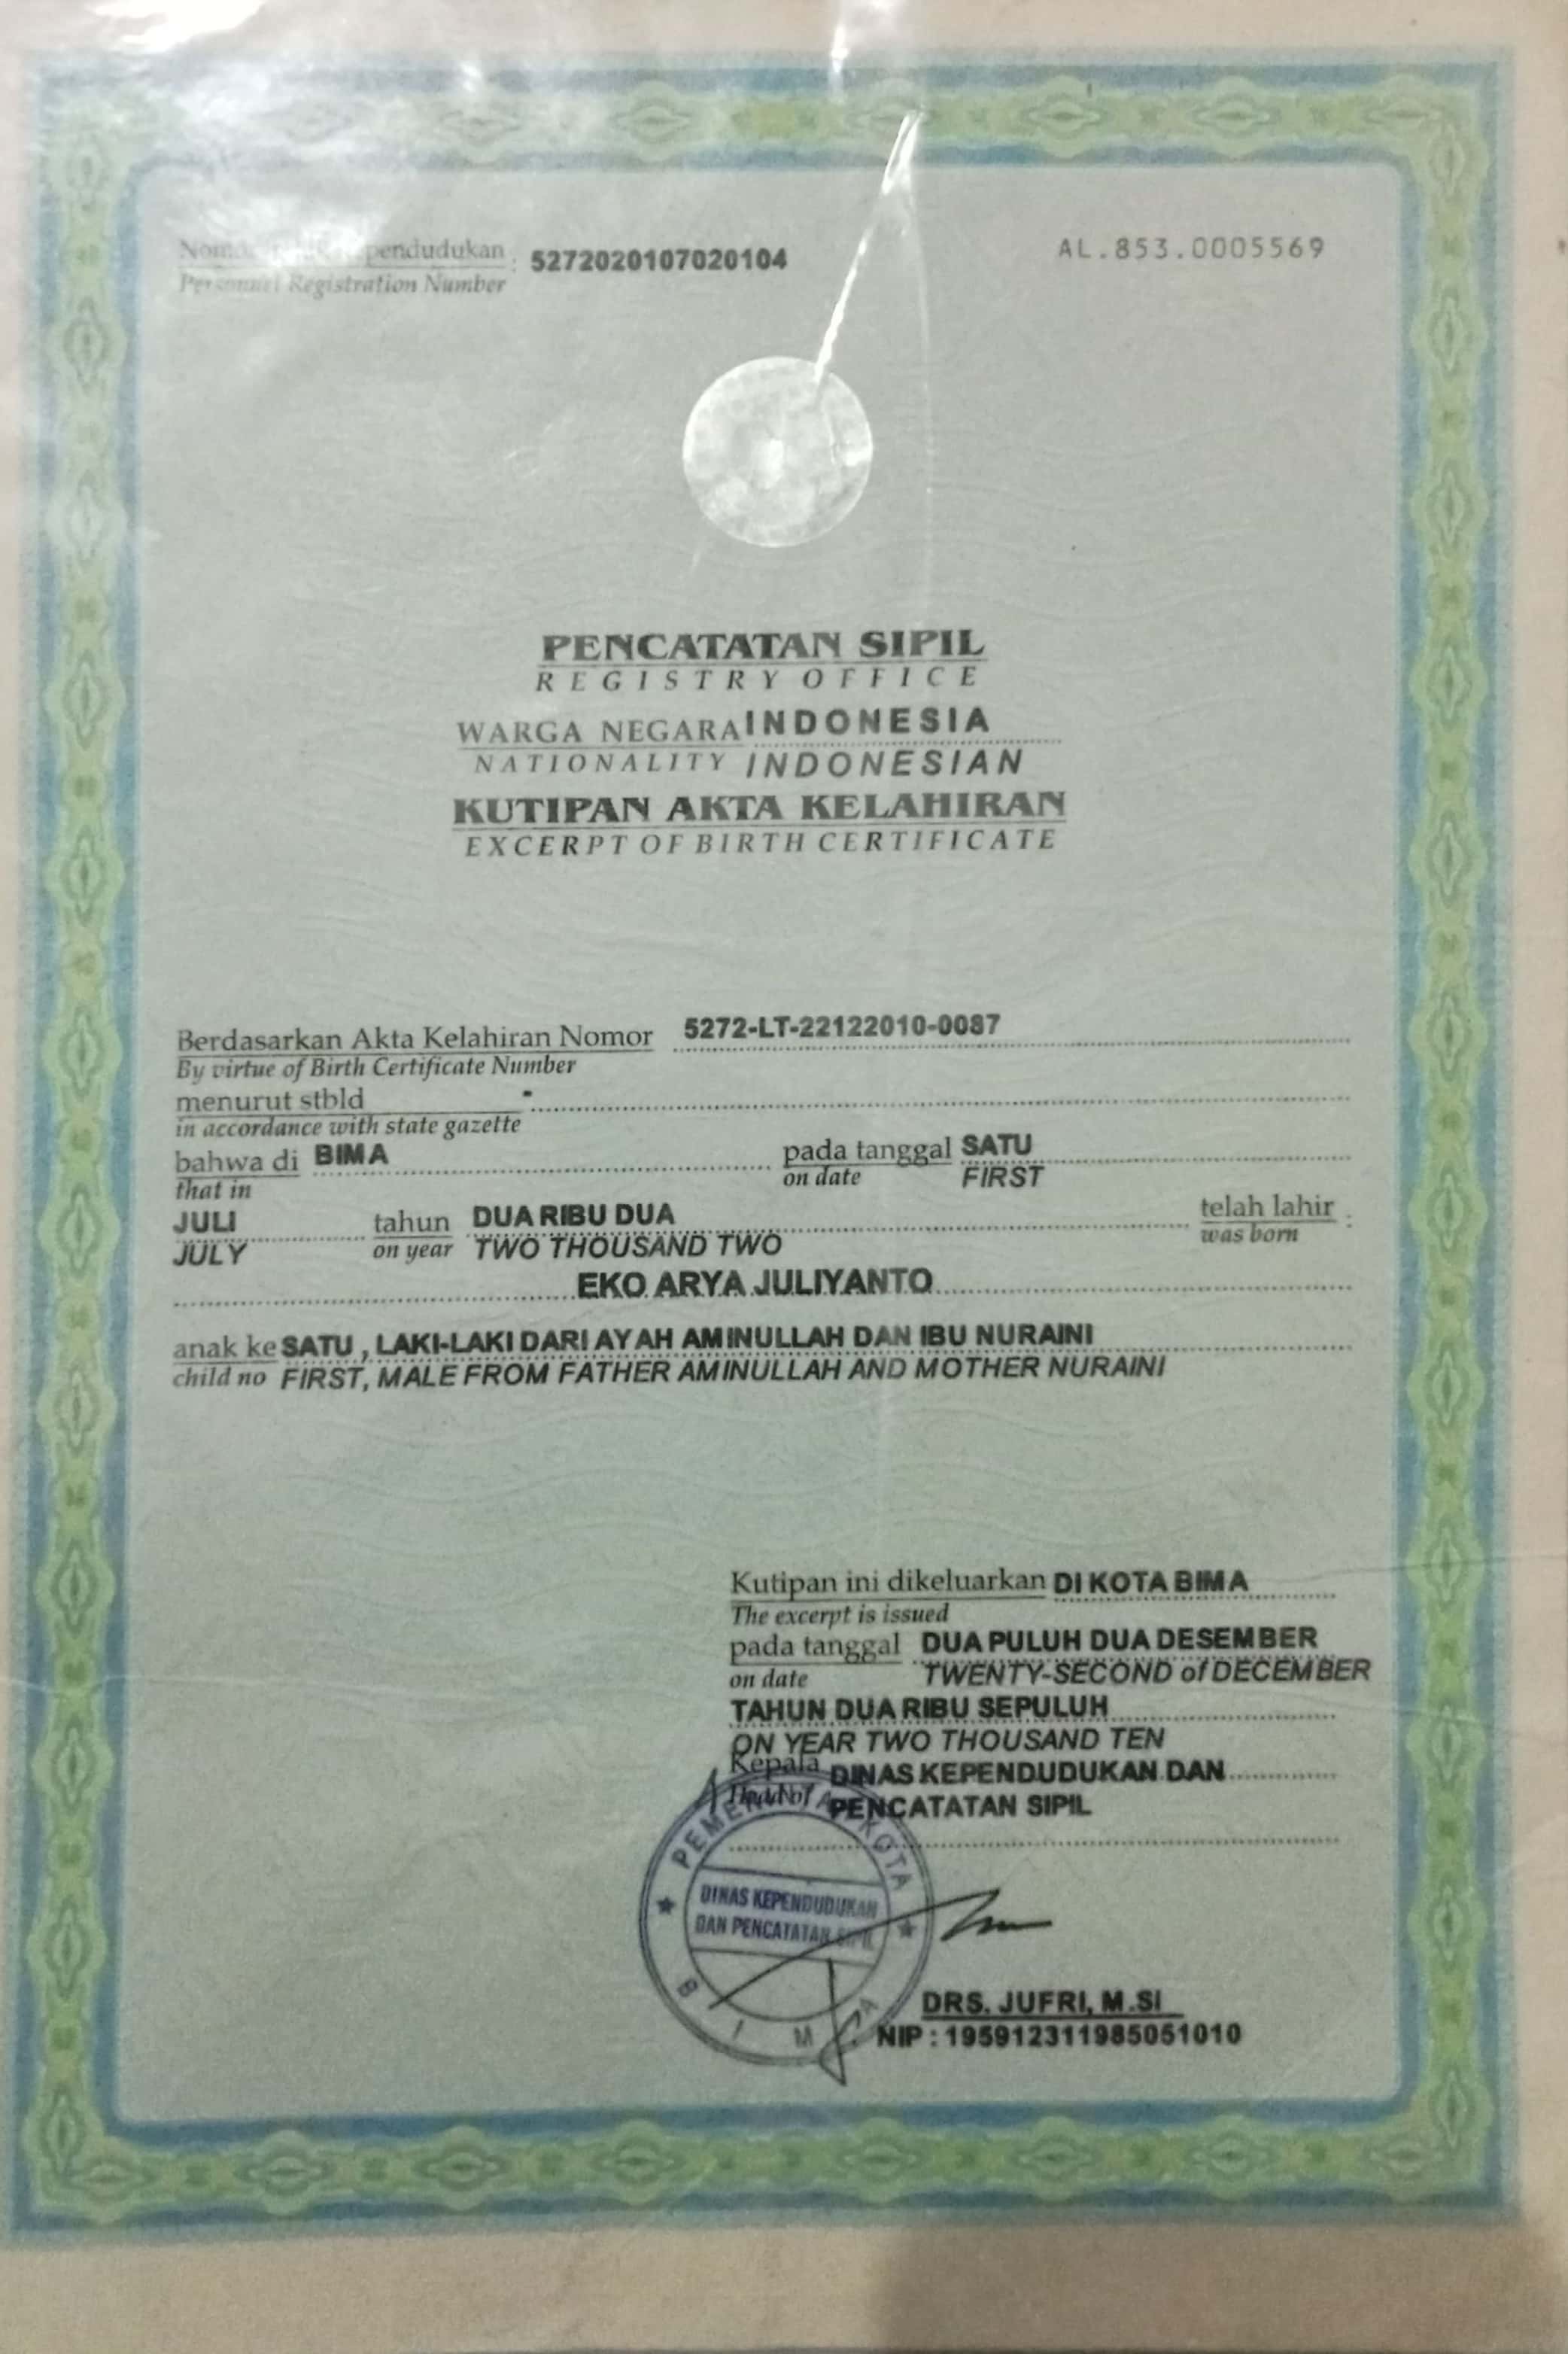 Nomor Induk Kependudukan : 5272020107020104
Personnel Registration Number
AL.853.0005569
PENCATATAN SIPIL
REGISTRY OFFICE
WARGA NEGARA INDONESIA
NATIONALITY INDONESIAN
KUTIPAN AKTA KELAHIRAN
EXCERPT OF BIRTH CERTIFICATE
Berdasarkan Akta Kelahiran Nomor 5272-LT-22122010-0087
By virtue of Birth Certificate Number
menurut stbld -
in accordance with state gazette
bahwa di BIMA pada tanggal SATU
that in on date FIRST
JULI tahun DUA RIBU DUA telah lahir :
JULY on year TWO THOUSAND TWO was born
EKO ARYA JULIYANTO
anak ke SATU , LAKI-LAKI DARI AYAH AMINULLAH DAN IBU NURAINI
child no FIRST, MALE FROM FATHER AMINULLAH AND MOTHER NURAINI
Kutipan ini dikeluarkan DI KOTA BIMA
The excerpt is issued
pada tanggal DUA PULUH DUA DESEMBER
on date TWENTY-SECOND of DECEMBER
TAHUN DUA RIBU SEPULUH
ON YEAR TWO THOUSAND TEN
Kepala DINAS KEPENDUDUKAN DAN
PENCATATAN SIPIL
PEMERINTAH KOTA
DINAS KEPENDUDUKAN
DAN PENCATATAN SIPIL
BIMA
DRS. JUFRI, M.SI
NIP : 195912311985051010